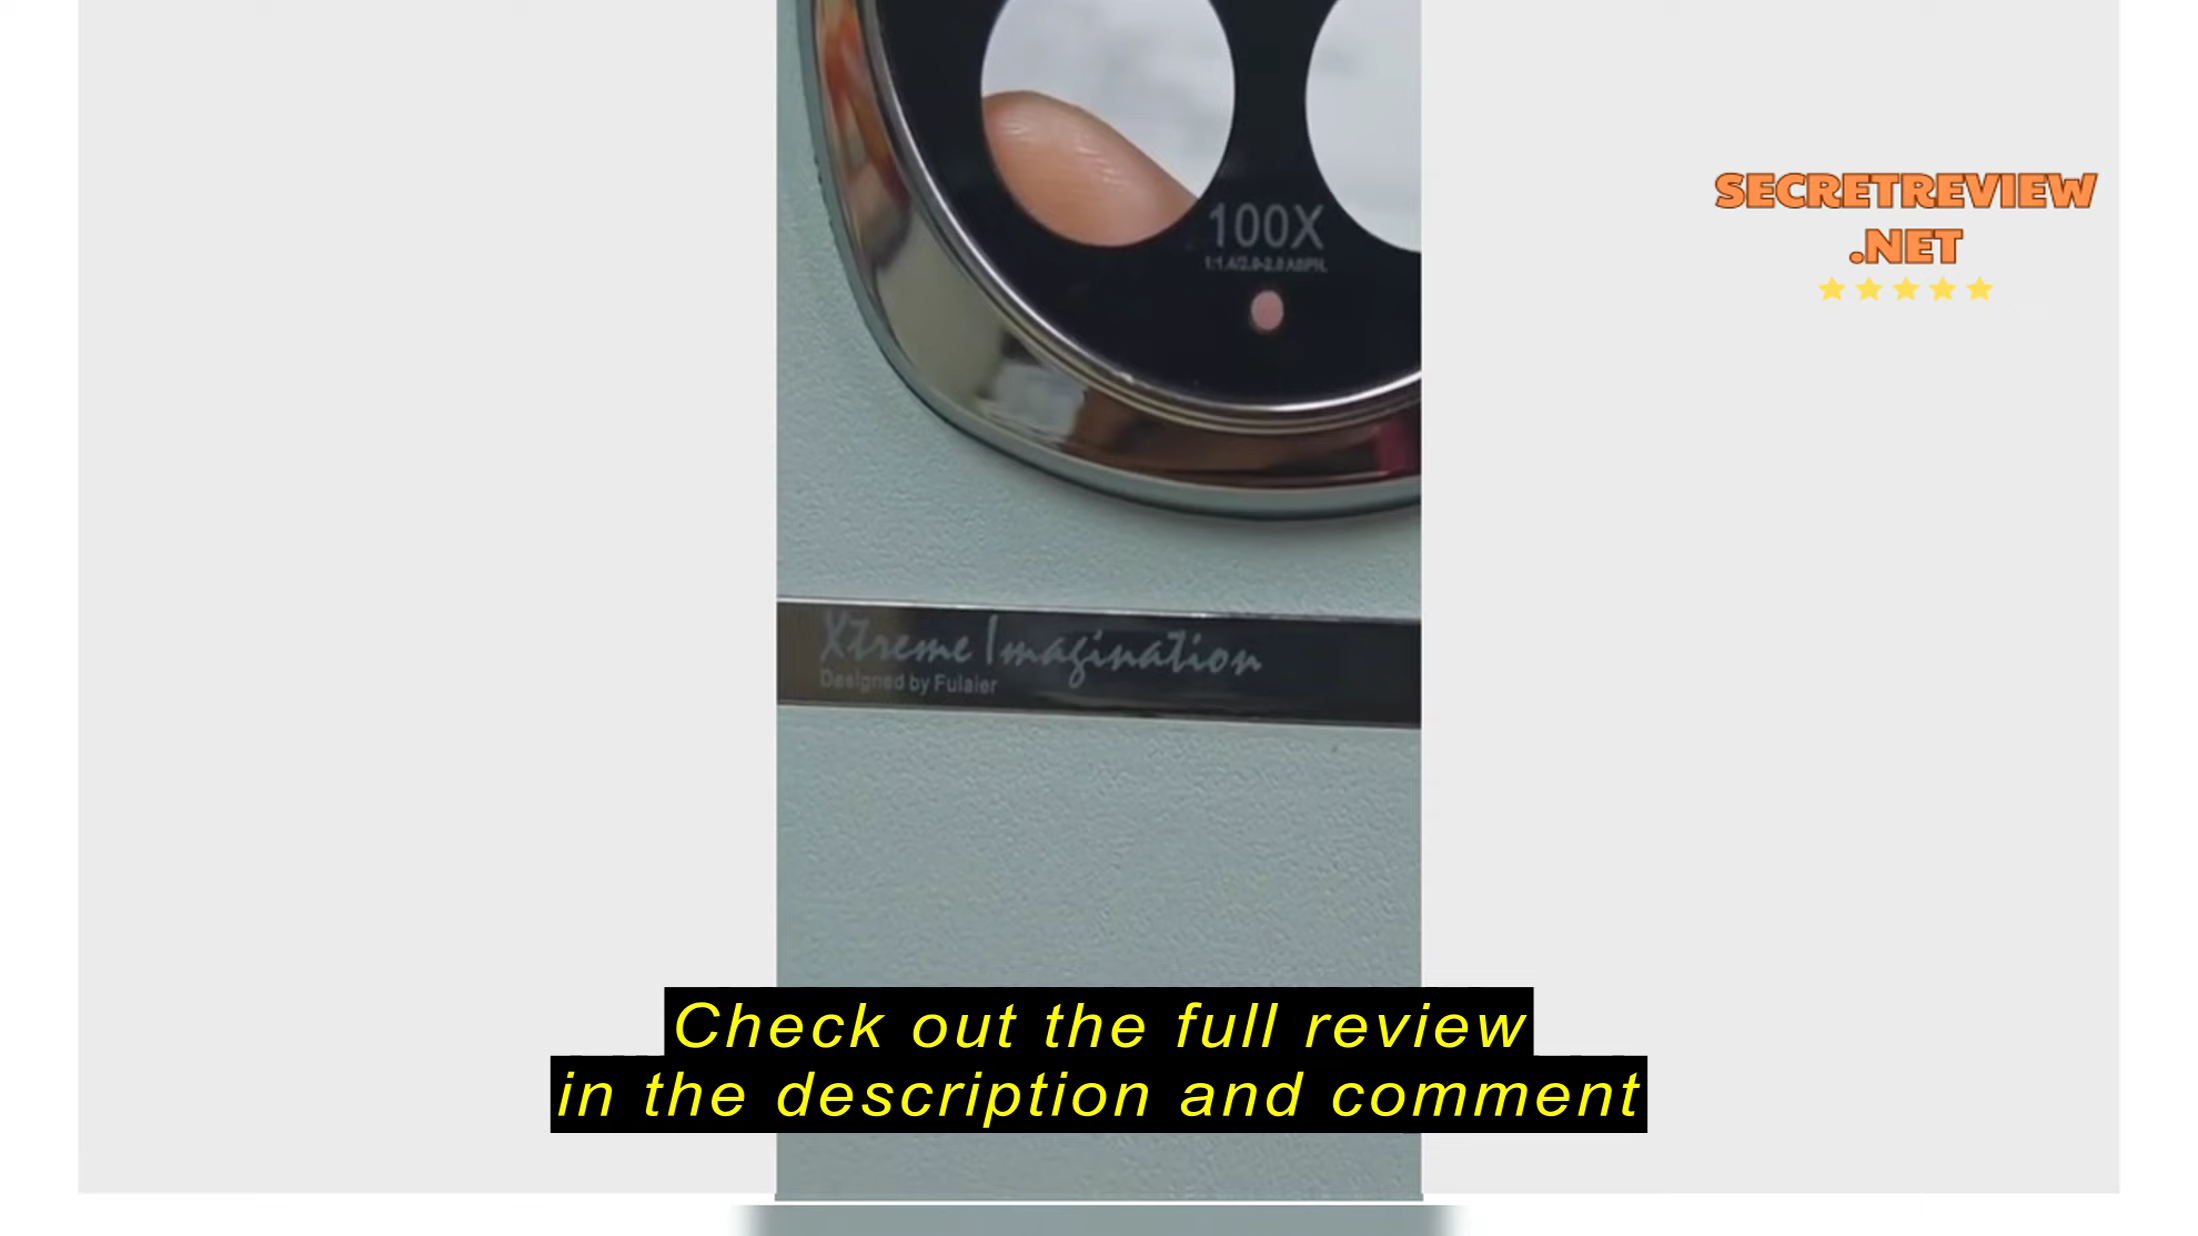 SECRETREVIEW
.NET
100X
Xtreme Imagination
Designed by Fulaier
Check out the full review
in the description and comment